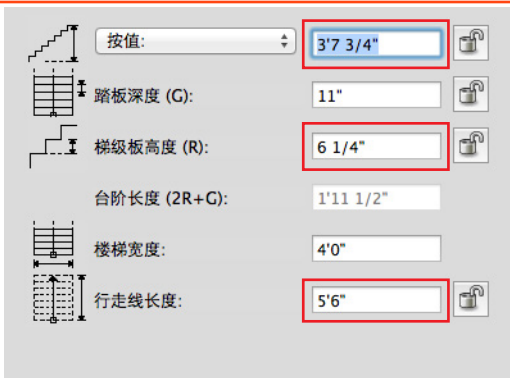 按值: 3'7 3/4"
踏板深度 (G): 11"
梯级板高度 (R): 6 1/4"
台阶长度 (2R+G): 1'11 1/2"
楼梯宽度: 4'0"
行走线长度: 5'6"